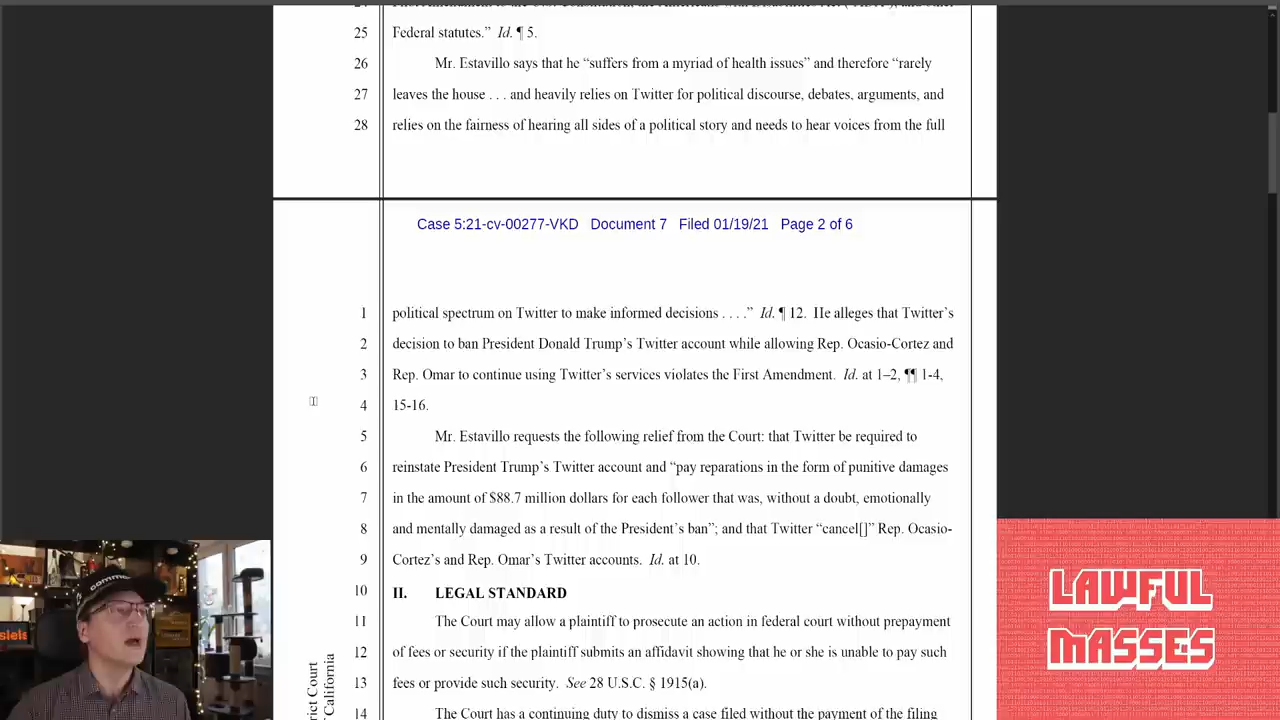 25 Federal statutes.” Id. ¶ 5.
26 Mr. Estavillo says that he “suffers from a myriad of health issues” and therefore “rarely
27 leaves the house . . . and heavily relies on Twitter for political discourse, debates, arguments, and
28 relies on the fairness of hearing all sides of a political story and needs to hear voices from the full
Case 5:21-cv-00277-VKD Document 7 Filed 01/19/21 Page 2 of 6
1 political spectrum on Twitter to make informed decisions . . . .” Id. ¶ 12. He alleges that Twitter’s
2 decision to ban President Donald Trump’s Twitter account while allowing Rep. Ocasio-Cortez and
3 Rep. Omar to continue using Twitter’s services violates the First Amendment. Id. at 1–2, ¶¶ 1-4,
4 15-16.
5 Mr. Estavillo requests the following relief from the Court: that Twitter be required to
6 reinstate President Trump’s Twitter account and “pay reparations in the form of punitive damages
7 in the amount of $88.7 million dollars for each follower that was, without a doubt, emotionally
8 and mentally damaged as a result of the President’s ban”; and that Twitter “cancel[]” Rep. Ocasio-
9 Cortez’s and Rep. Omar’s Twitter accounts. Id. at 10.
10 II. LEGAL STANDARD
11 The Court may allow a plaintiff to prosecute an action in federal court without prepayment
12 of fees or security if the plaintiff submits an affidavit showing that he or she is unable to pay such
13 fees or provide such security. See 28 U.S.C. § 1915(a).
14 The Court has a continuing duty to dismiss a case filed without the payment of the filing
rict Court
California
LAWFUL
MASSES